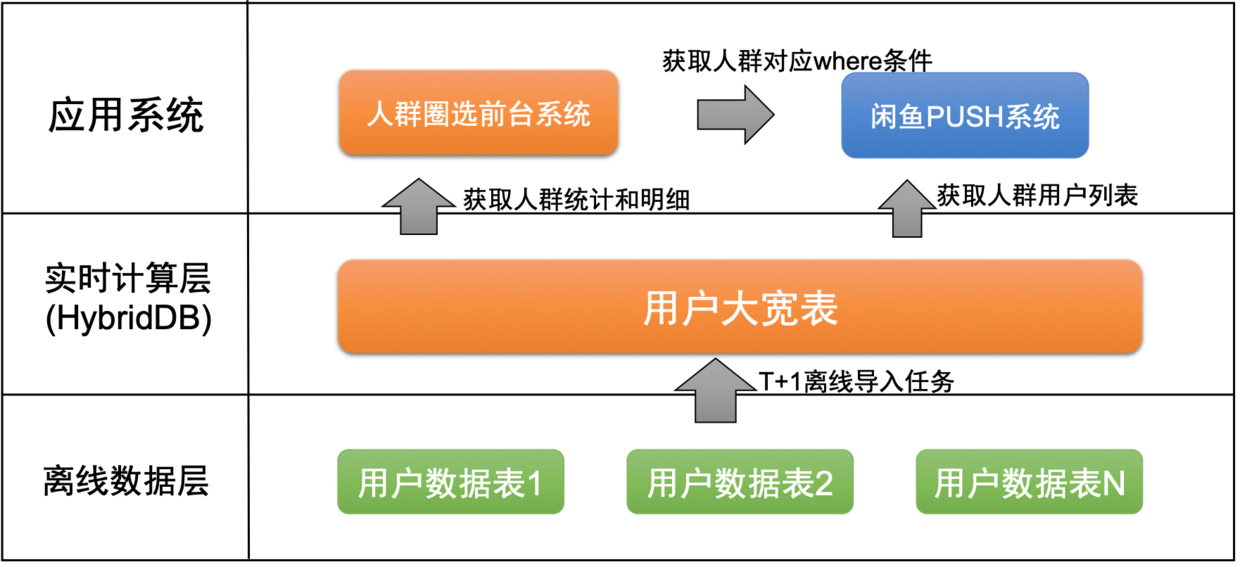 应用系统
获取人群对应where条件
人群圈选前台系统
闲鱼PUSH系统
获取人群统计和明细
获取人群用户列表
实时计算层
(HybridDB)
用户大宽表
T+1离线导入任务
离线数据层
用户数据表1
用户数据表2
用户数据表N